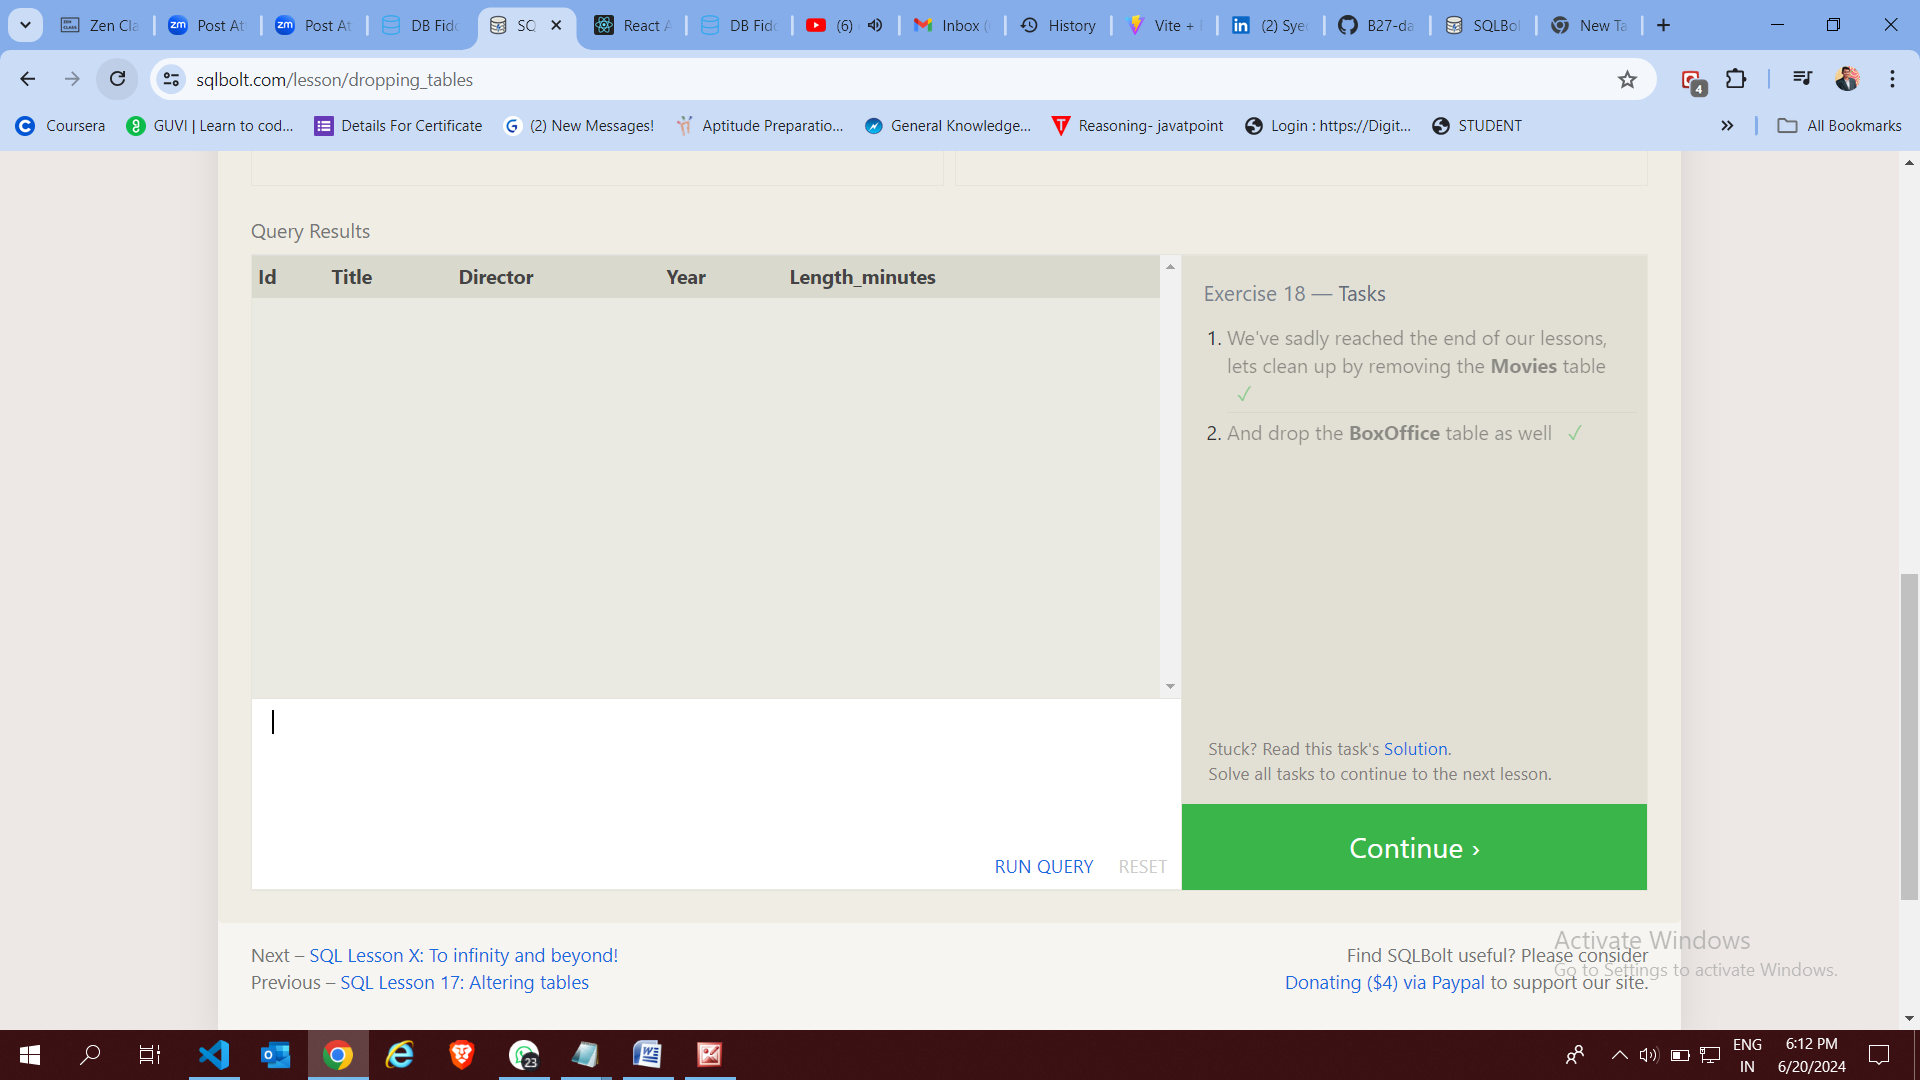 Zen Cla
Post At
Post At
DB Fidd
SQ
React A
DB Fidd
(6)
Inbox (
History
Vite +
(2) Sye
B27-da
SQLBol
New Ta
sqlbolt.com/lesson/dropping_tables
4
Coursera
GUVI | Learn to cod...
Details For Certificate
(2) New Messages!
Aptitude Preparatio...
General Knowledge...
Reasoning- javatpoint
Login : https://Digit...
STUDENT
All Bookmarks
Query Results
Id Title Director Year Length_minutes
Exercise 18 — Tasks
1. We've sadly reached the end of our lessons,
lets clean up by removing the Movies table
✓
2. And drop the BoxOffice table as well ✓
Stuck? Read this task's Solution.
Solve all tasks to continue to the next lesson.
RUN QUERY RESET
Continue ›
Next – SQL Lesson X: To infinity and beyond!
Previous – SQL Lesson 17: Altering tables
Find SQLBolt useful? Please consider
Donating ($4) via Paypal to support our site.
Activate Windows
Go to Settings to activate Windows.
23
ENG
IN
6:12 PM
6/20/2024